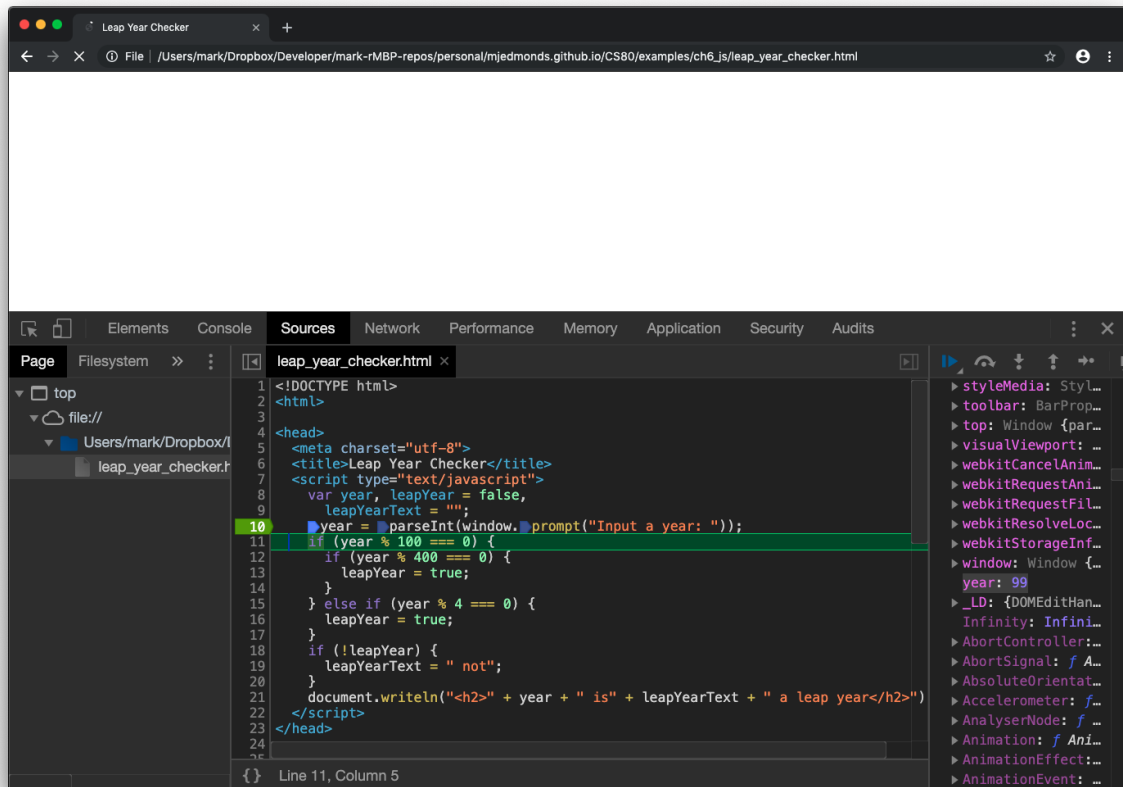 Leap Year Checker
File | /Users/mark/Dropbox/Developer/mark-rMBP-repos/personal/mjedmonds.github.io/CS80/examples/ch6_js/leap_year_checker.html
Elements Console Sources Network Performance Memory Application Security Audits
Page Filesystem
leap_year_checker.html
top
file://
Users/mark/Dropbox/
leap_year_checker.h
1 <!DOCTYPE html>
2 <html>
3
4 <head>
5 <meta charset="utf-8">
6 <title>Leap Year Checker</title>
7 <script type="text/javascript">
8 var year, leapYear = false,
9 leapYearText = "";
10 year = parseInt(window.prompt("Input a year: "));
11 if (year % 100 === 0) {
12 if (year % 400 === 0) {
13 leapYear = true;
14 }
15 } else if (year % 4 === 0) {
16 leapYear = true;
17 }
18 if (!leapYear) {
19 leapYearText = " not";
20 }
21 document.writeln("<h2>" + year + " is" + leapYearText + " a leap year</h2>")
22 </script>
23 </head>
24
25
{} Line 11, Column 5
styleMedia: Styl…
toolbar: BarProp…
top: Window {par…
visualViewport: …
webkitCancelAnim…
webkitRequestAni…
webkitRequestFil…
webkitResolveLoc…
webkitStorageInf…
window: Window {…
year: 99
_LD: {DOMEditHan…
Infinity: Infini…
AbortController:…
AbortSignal: ƒ A…
AbsoluteOrientat…
Accelerometer: ƒ…
AnalyserNode: ƒ …
Animation: ƒ Ani…
AnimationEffect:…
AnimationEvent: …